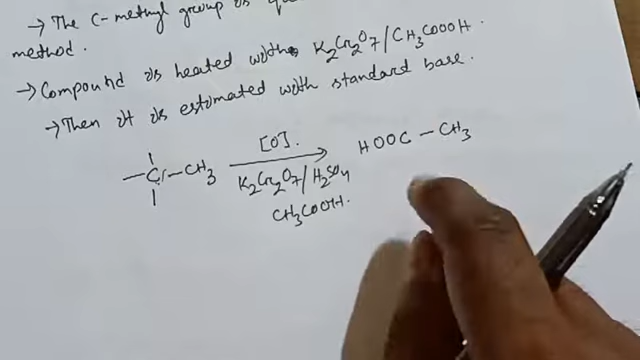 → The C-methyl group is
method.
→ Compound is heated with K₂Cr₂O₇/CH₃COOOH.
→ Then it is estimated with standard base.
–C–CH₃ [O]. → HOOC – CH₃
K₂Cr₂O₇/H₂SO₄
CH₃COOH.